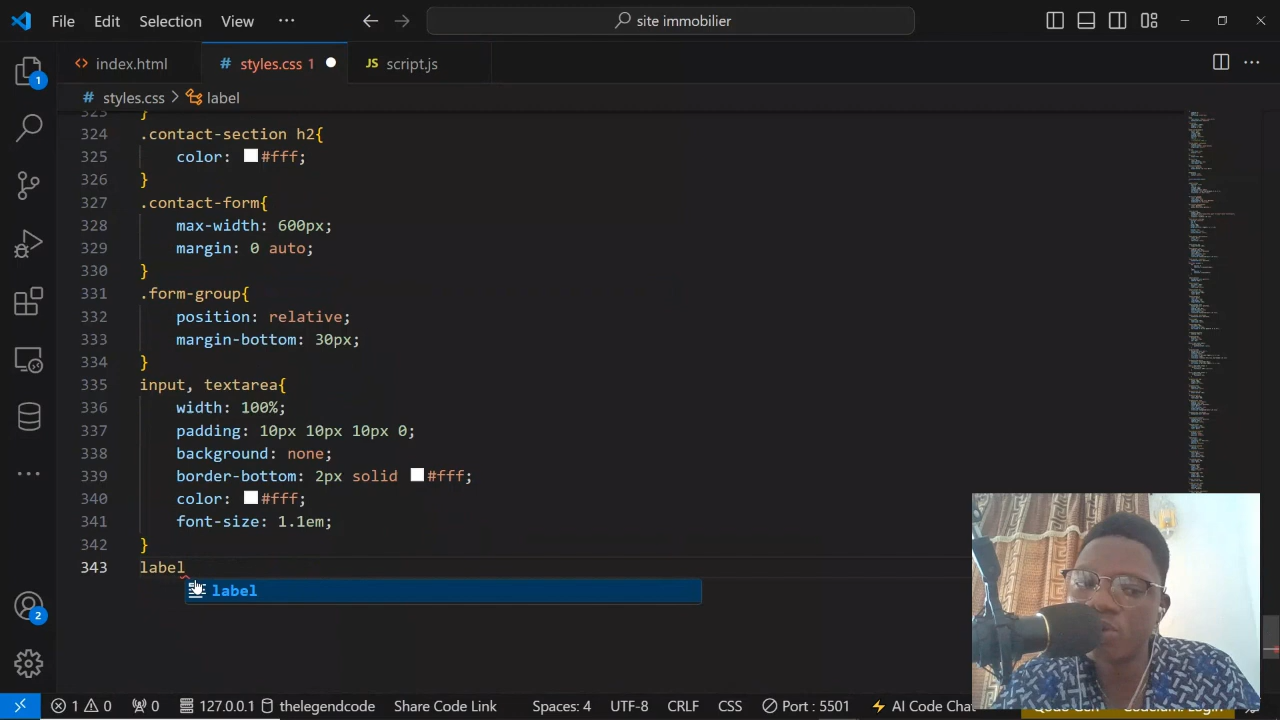 File Edit Selection View ··· site immobilier
index.html styles.css 1 script.js
styles.css > label
323 }
324 .contact-section h2{
325 color: #fff;
326 }
327 .contact-form{
328 max-width: 600px;
329 margin: 0 auto;
330 }
331 .form-group{
332 position: relative;
333 margin-bottom: 30px;
334 }
335 input, textarea{
336 width: 100%;
337 padding: 10px 10px 10px 0;
338 background: none;
339 border-bottom: 2px solid #fff;
340 color: #fff;
341 font-size: 1.1em;
342 }
343 label
label
1
2
1 0 0 127.0.0.1 thelegendcode Share Code Link Spaces: 4 UTF-8 CRLF CSS Port : 5501 AI Code Chat